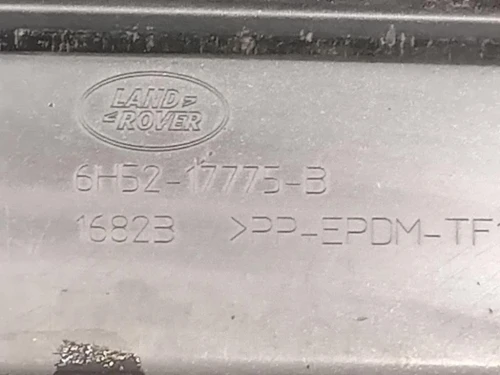 LAND
ROVER
6H52-17775-B
16823 >PP-EPDM-TF